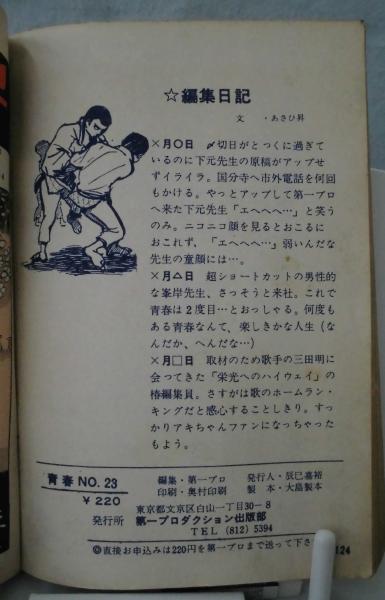 ☆編集日記
文・あさひ昇
×月○日 〆切日がとっくに過ぎて
いるのに下元先生の原稿がアップせ
ずイライラ。国分寺へ市外電話を何回
もかける。やっとアップして第一プロ
へ来た下元先生「エへへへ…」と笑う
のみ。ニコニコ顔を見るとおこるに
おこれず、「エへへへ…」弱いんだな
先生の童顔には…。
×月△日 超ショートカットの男性的
な峯岸先生、さっそうと来社。これで
青春は2度目…とおっしゃる。何度も
ある青春なんて、楽しきかな人生(な
んだか、へんだな…)
×月□日 取材のため歌手の三田明に
会ってきた「栄光へのハイウェイ」の
椿編集員。さすがは歌のホームラン・
キングだと感心することしきり。すっ
かりアキちゃんファンになっちゃった
もよう。
青春 NO.23
¥220
編集・第一プロ 発行人・辰巳嘉裕
印刷・奥村印刷 製本・大島製本
東京都文京区白山一丁目30-8
発行所 第一プロダクション出版部
TEL (812) 5394
◎直接お申込みは220円を第一プロまで送って下さ
124